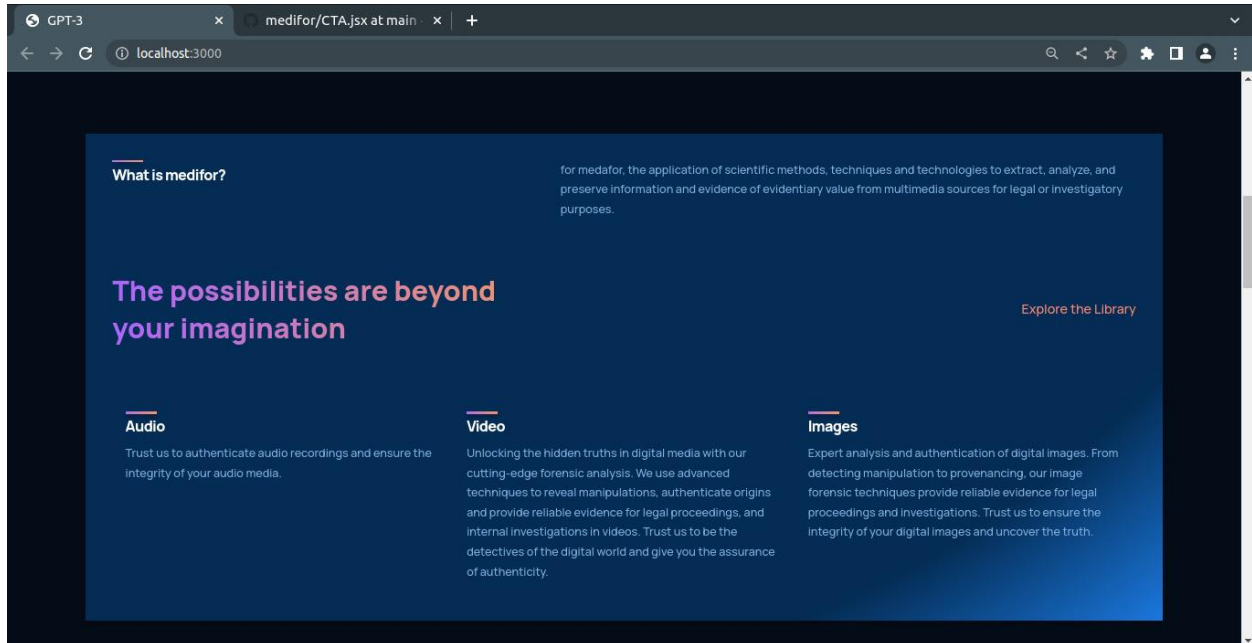 GPT-3
medifor/CTA.jsx at main
localhost:3000
What is medifor?
for medafor, the application of scientific methods, techniques and technologies to extract, analyze, and
preserve information and evidence of evidentiary value from multimedia sources for legal or investigatory
purposes.
The possibilities are beyond
your imagination
Explore the Library
Audio
Trust us to authenticate audio recordings and ensure the
integrity of your audio media.
Video
Unlocking the hidden truths in digital media with our
cutting-edge forensic analysis. We use advanced
techniques to reveal manipulations, authenticate origins
and provide reliable evidence for legal proceedings, and
internal investigations in videos. Trust us to be the
detectives of the digital world and give you the assurance
of authenticity.
Images
Expert analysis and authentication of digital images. From
detecting manipulation to provenancing, our image
forensic techniques provide reliable evidence for legal
proceedings and investigations. Trust us to ensure the
integrity of your digital images and uncover the truth.